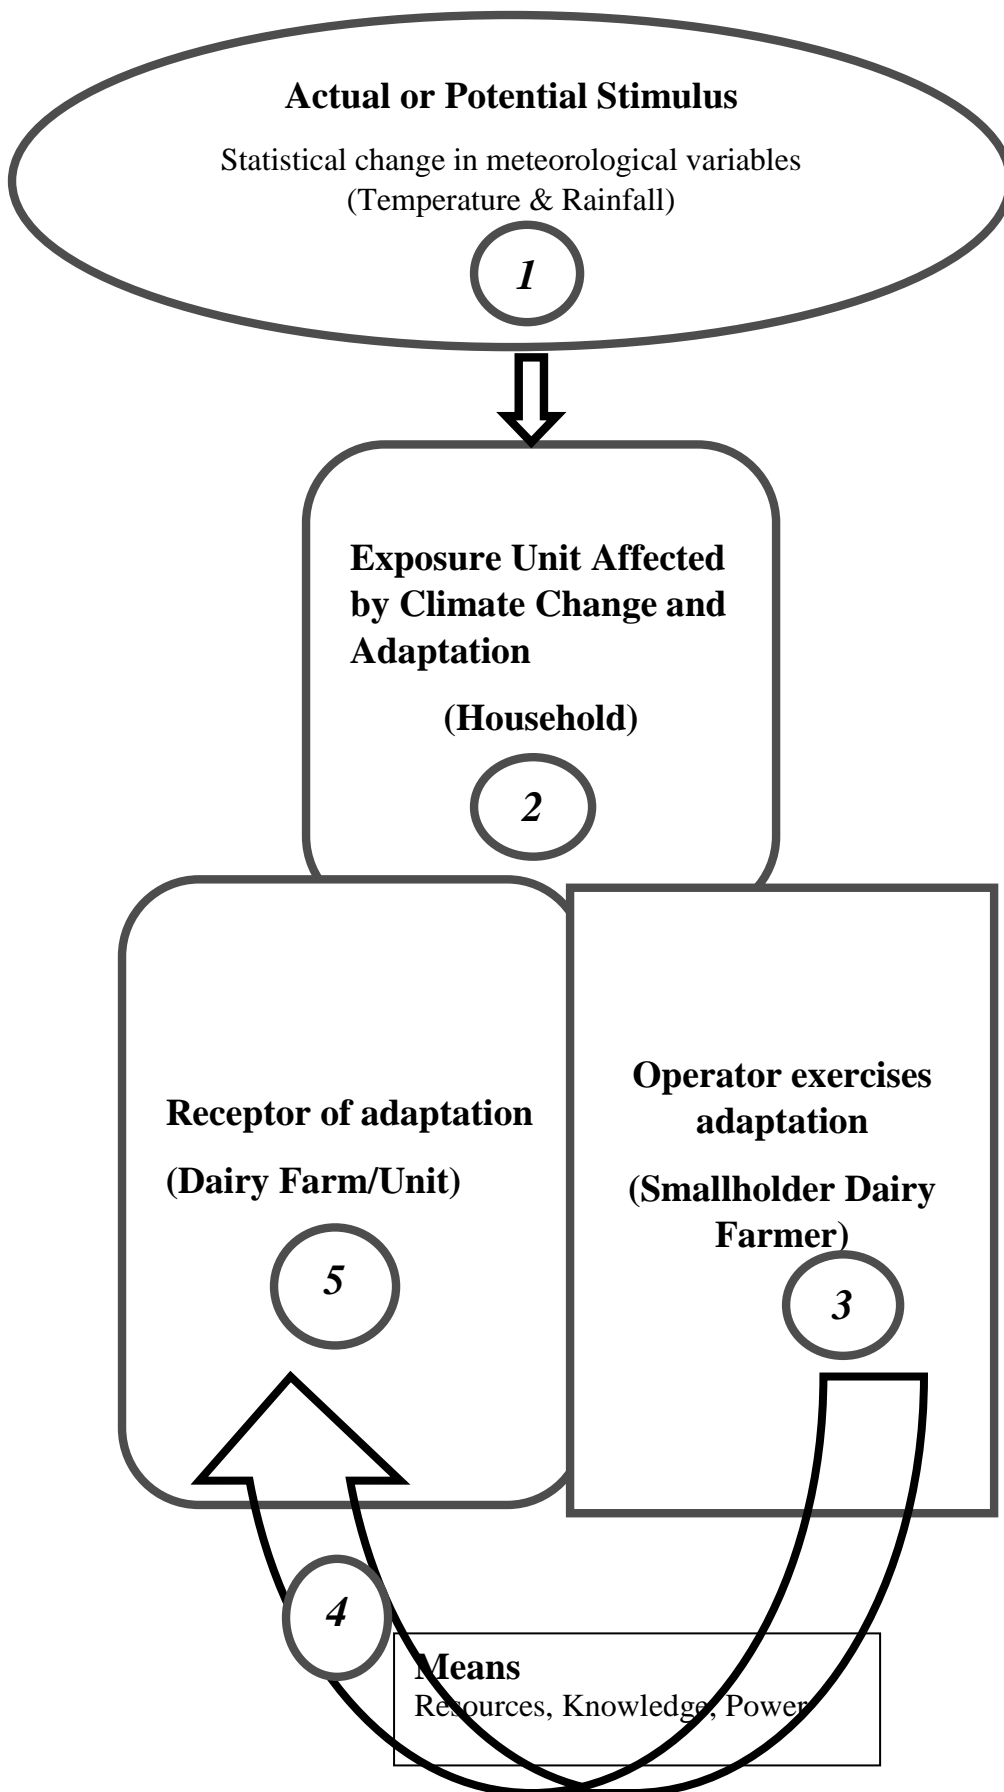 Actual or Potential Stimulus
Statistical change in meteorological variables
(Temperature & Rainfall)
1
Exposure Unit Affected
by Climate Change and
Adaptation
(Household)
2
Receptor of adaptation
(Dairy Farm/Unit)
5
Operator exercises
adaptation
(Smallholder Dairy
Farmer)
3
4
Means
Resources, Knowledge, Power